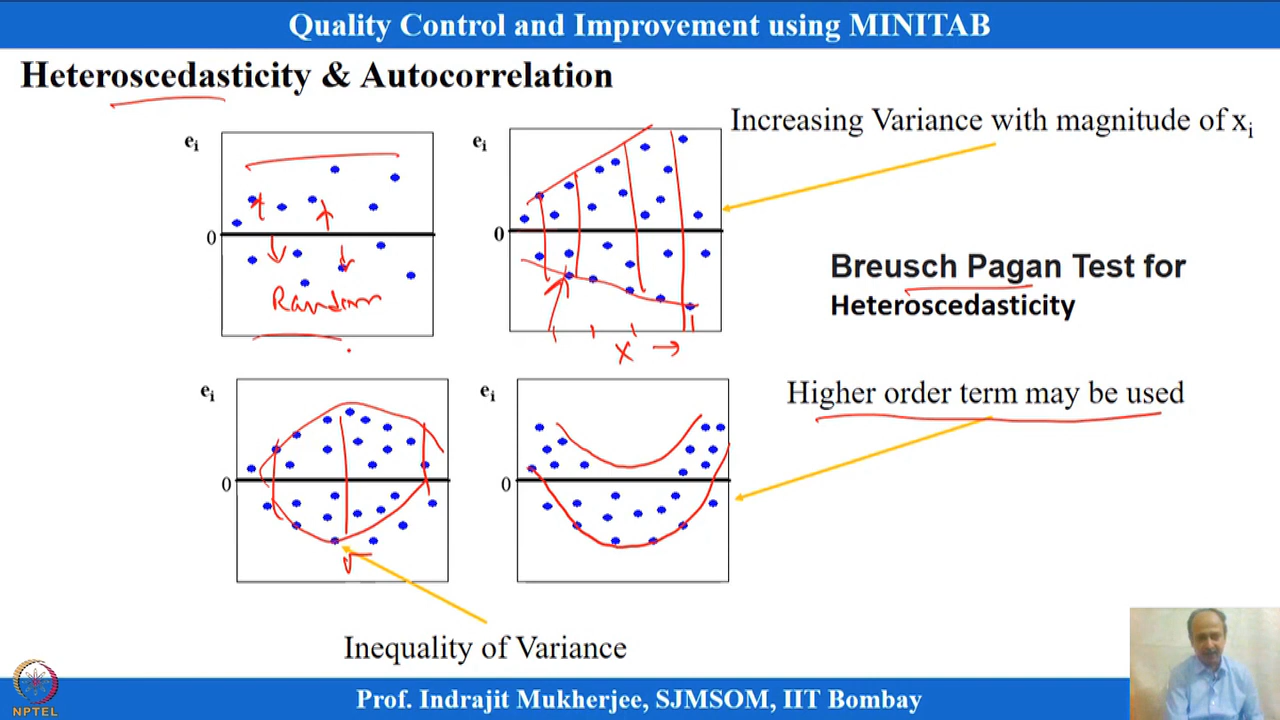 Quality Control and Improvement using MINITAB
Heteroscedasticity & Autocorrelation
eᵢ
eᵢ
Increasing Variance with magnitude of xᵢ
0
0
Random
X →
Breusch Pagan Test for
Heteroscedasticity
eᵢ
eᵢ
Higher order term may be used
0
0
Inequality of Variance
NPTEL
Prof. Indrajit Mukherjee, SJMSOM, IIT Bombay